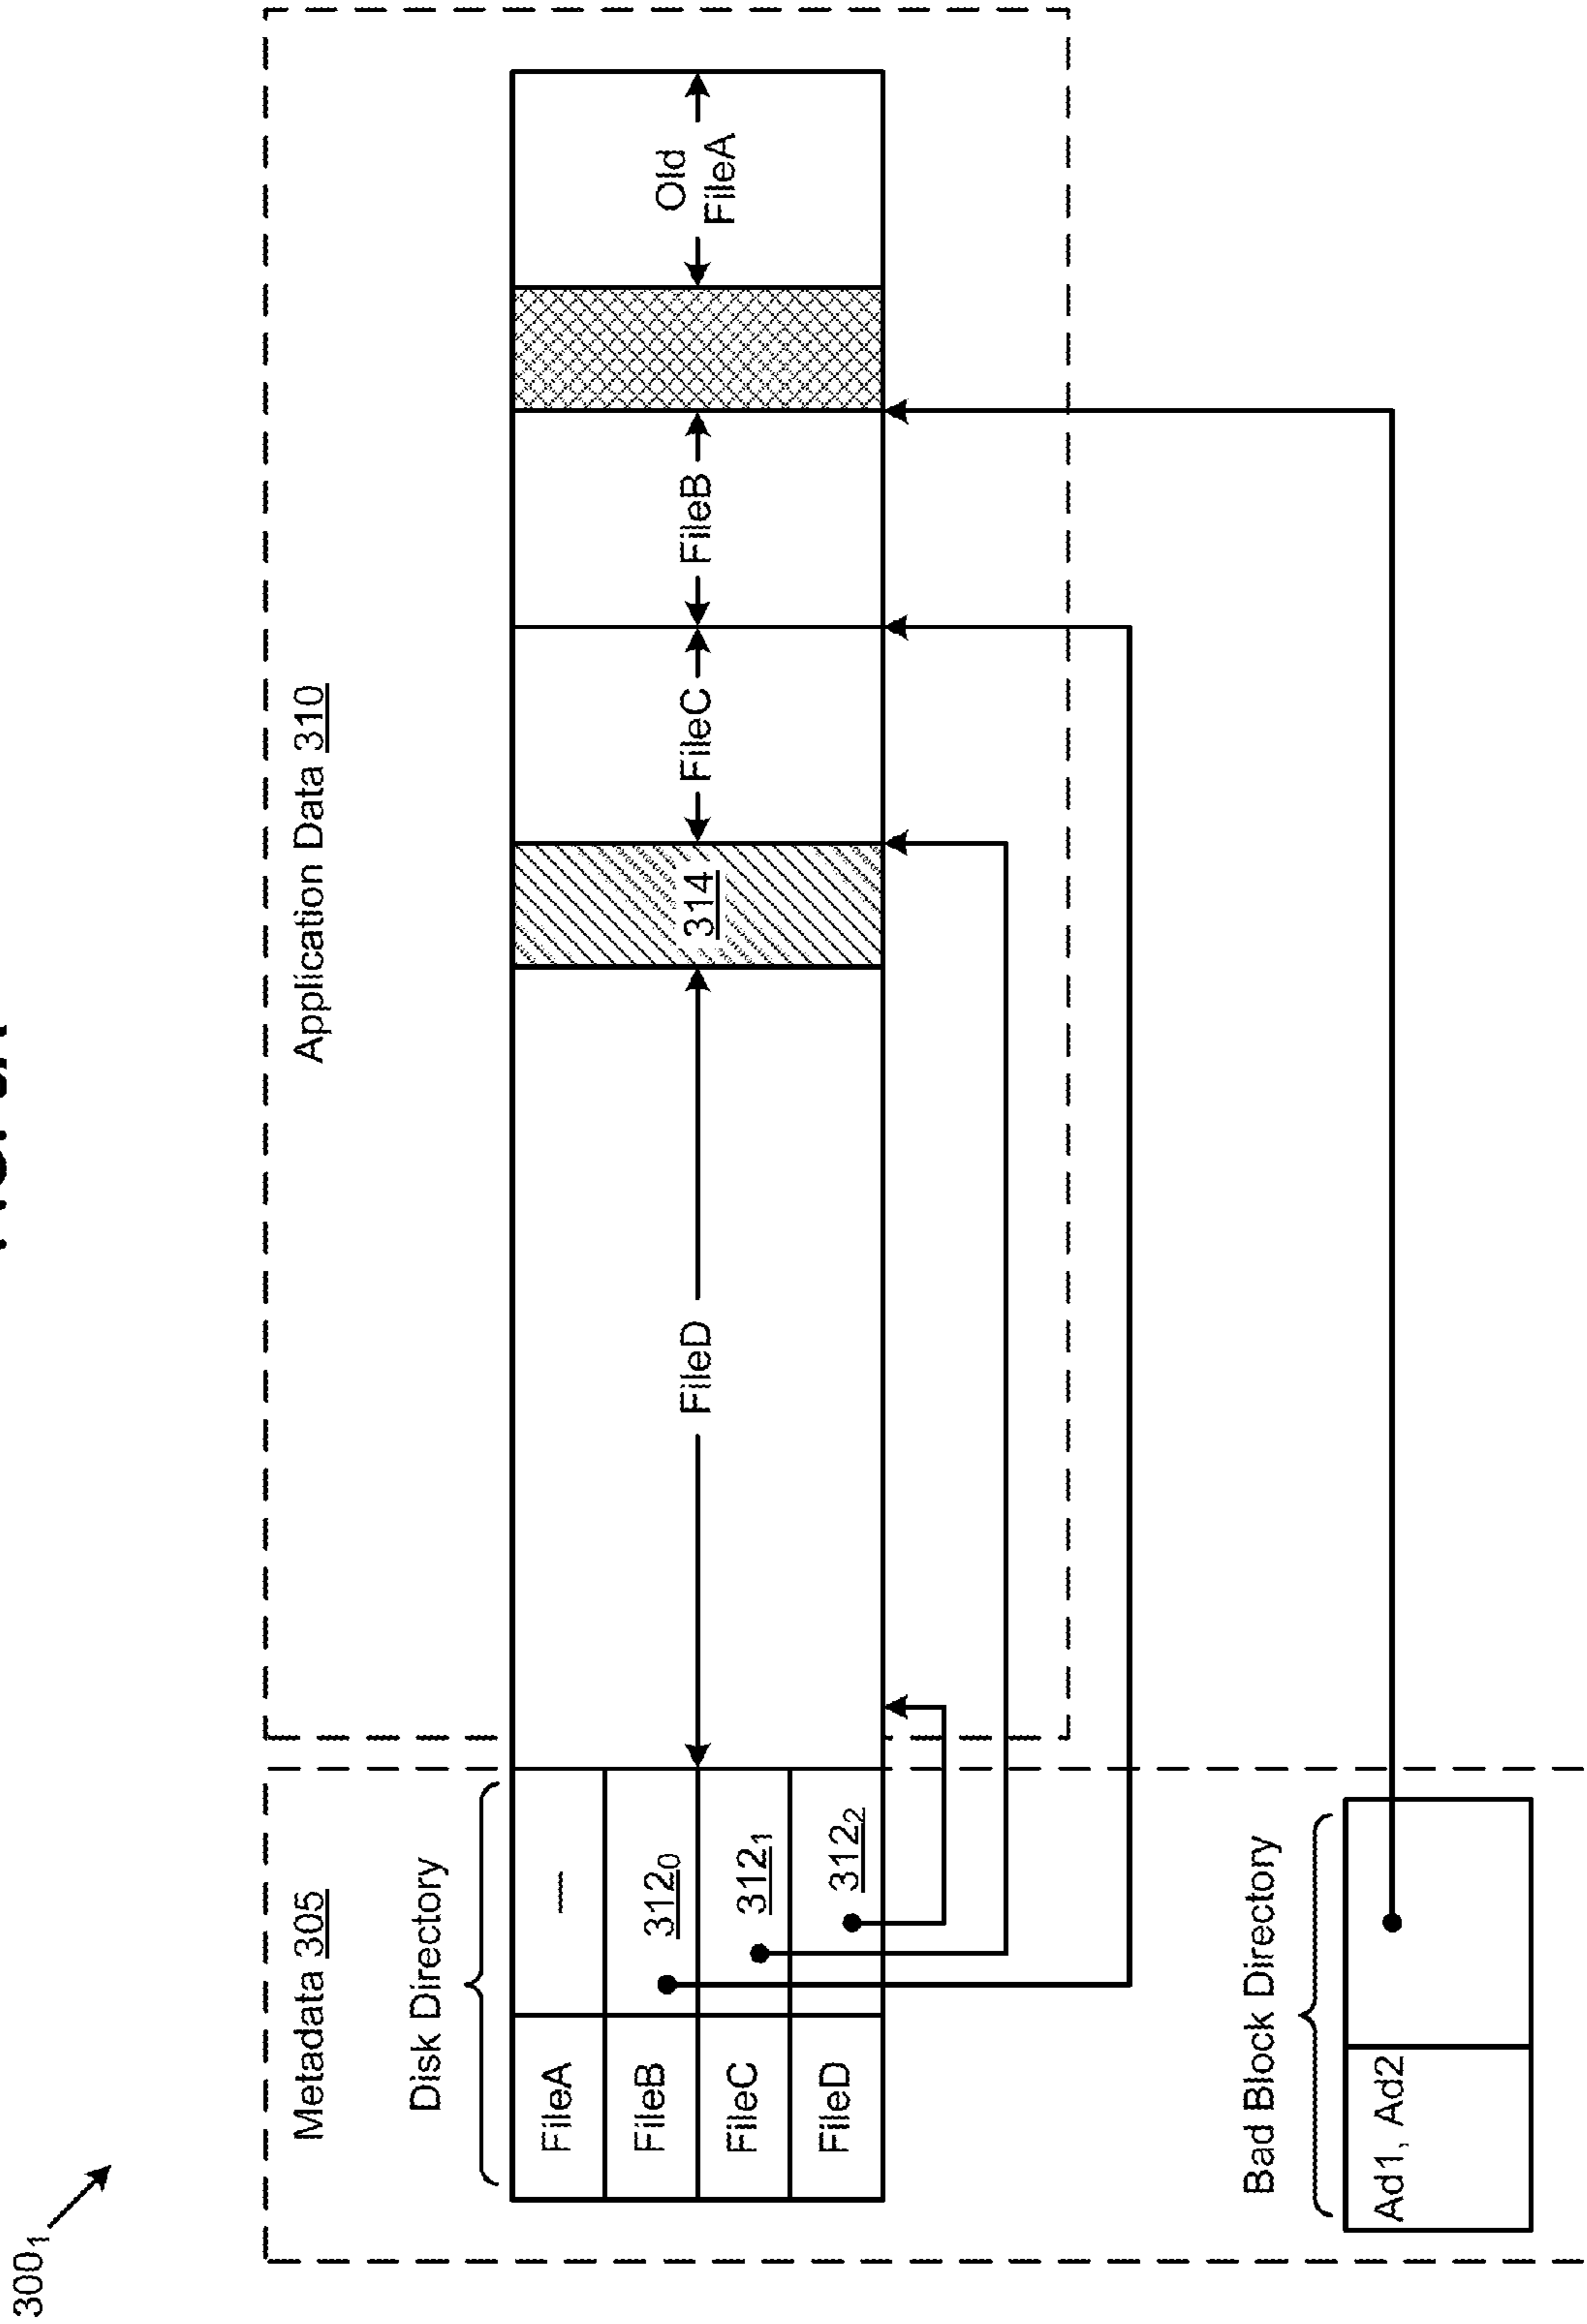 300₁
Metadata 305
Application Data 310
Disk Directory
FileA
—
FileB
312₀
FileC
312₁
FileD
312₂
FileD
314
FileC
FileB
Old
FileA
Bad Block Directory
Ad1, Ad2